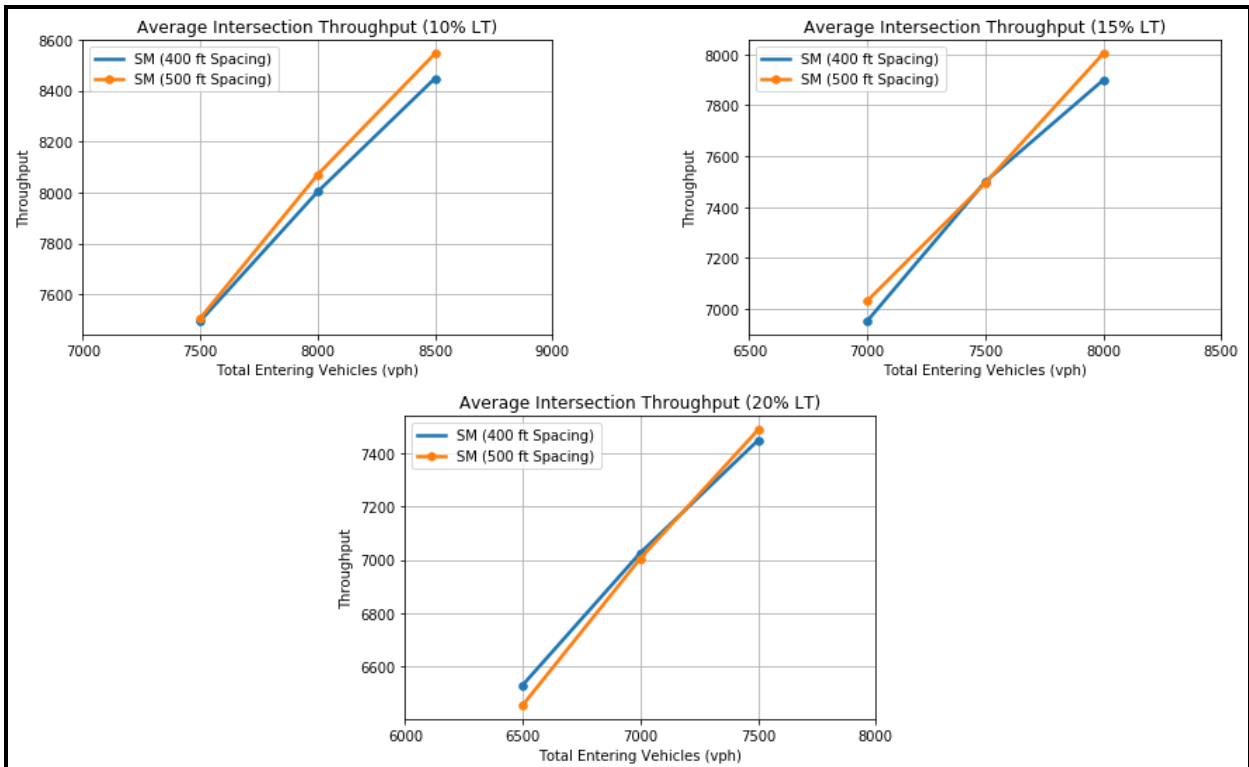 Average Intersection Throughput (10% LT)
SM (400 ft Spacing)
SM (500 ft Spacing)
8600
8400
8200
8000
7800
7600
Throughput
7000 7500 8000 8500 9000
Total Entering Vehicles (vph)
Average Intersection Throughput (15% LT)
SM (400 ft Spacing)
SM (500 ft Spacing)
8000
7800
7600
7400
7200
7000
Throughput
6500 7000 7500 8000 8500
Total Entering Vehicles (vph)
Average Intersection Throughput (20% LT)
SM (400 ft Spacing)
SM (500 ft Spacing)
7400
7200
7000
6800
6600
Throughput
6000 6500 7000 7500 8000
Total Entering Vehicles (vph)